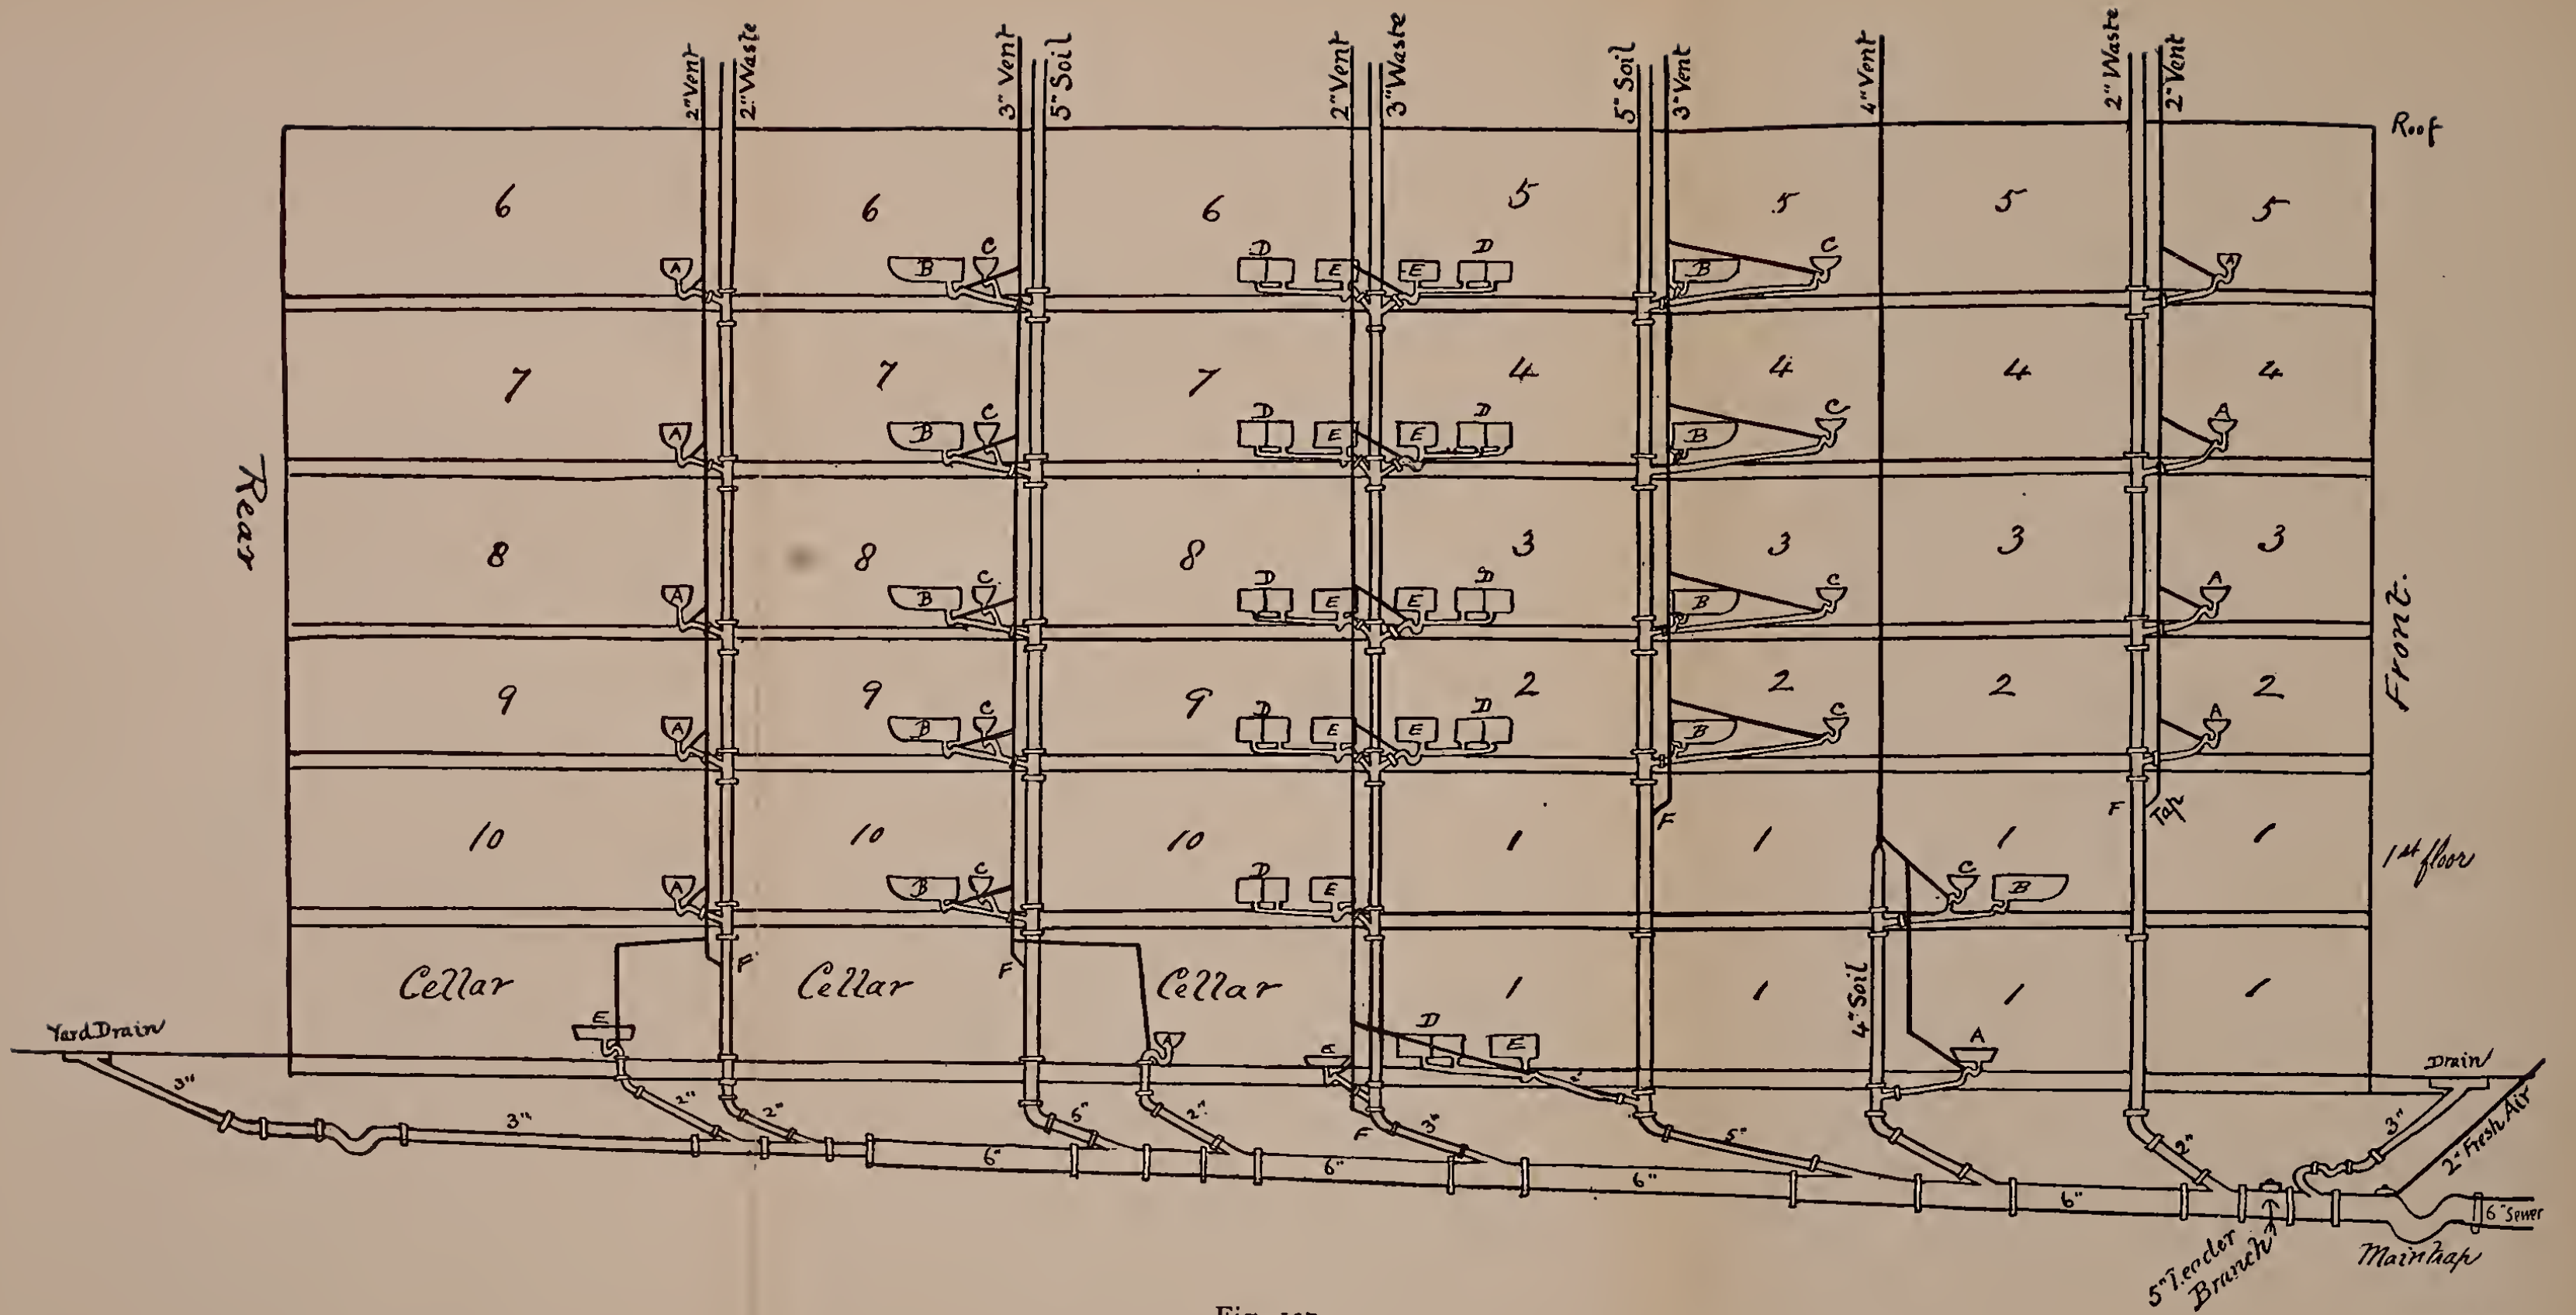 2" Vent 2" Waste 3" Vent 5" Soil 2" Vent 3" Waste 5" Soil 3" Vent 4" Vent 2" Waste 2" Vent
Roof
6 6 6 5 5 5 5
A B C D E E D B C A
7 7 7 4 4 4 4
A B C D E E D B C A
Rear
8 8 8 3 3 3 3
A B C D E E D B C A
Front.
9 9 9 2 2 2 2
A B C D E E D B C A
F F Tap
10 10 10 1 1 1 1
1st floor
A B C D E C B
F F
Cellar Cellar Cellar 1 1 4" Soil 1 1
Yard Drain E A E D E A Drain
3" 2" 2" 5" 2" F 3" 2" 5" 2" 3" 2" Fresh Air
3" 6" 6" 6" 6" 6" Sewer
5" Leader
Branch
Main trap
Fig.